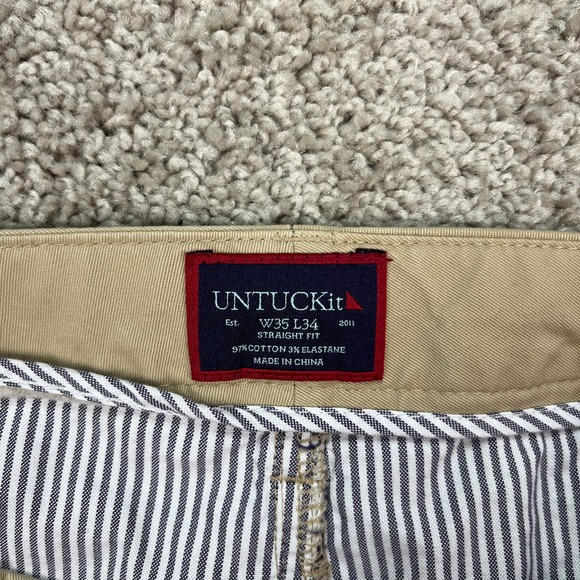 UNTUCKit
Est. W35 L34 2011
STRAIGHT FIT
97% COTTON 3% ELASTANE
MADE IN CHINA